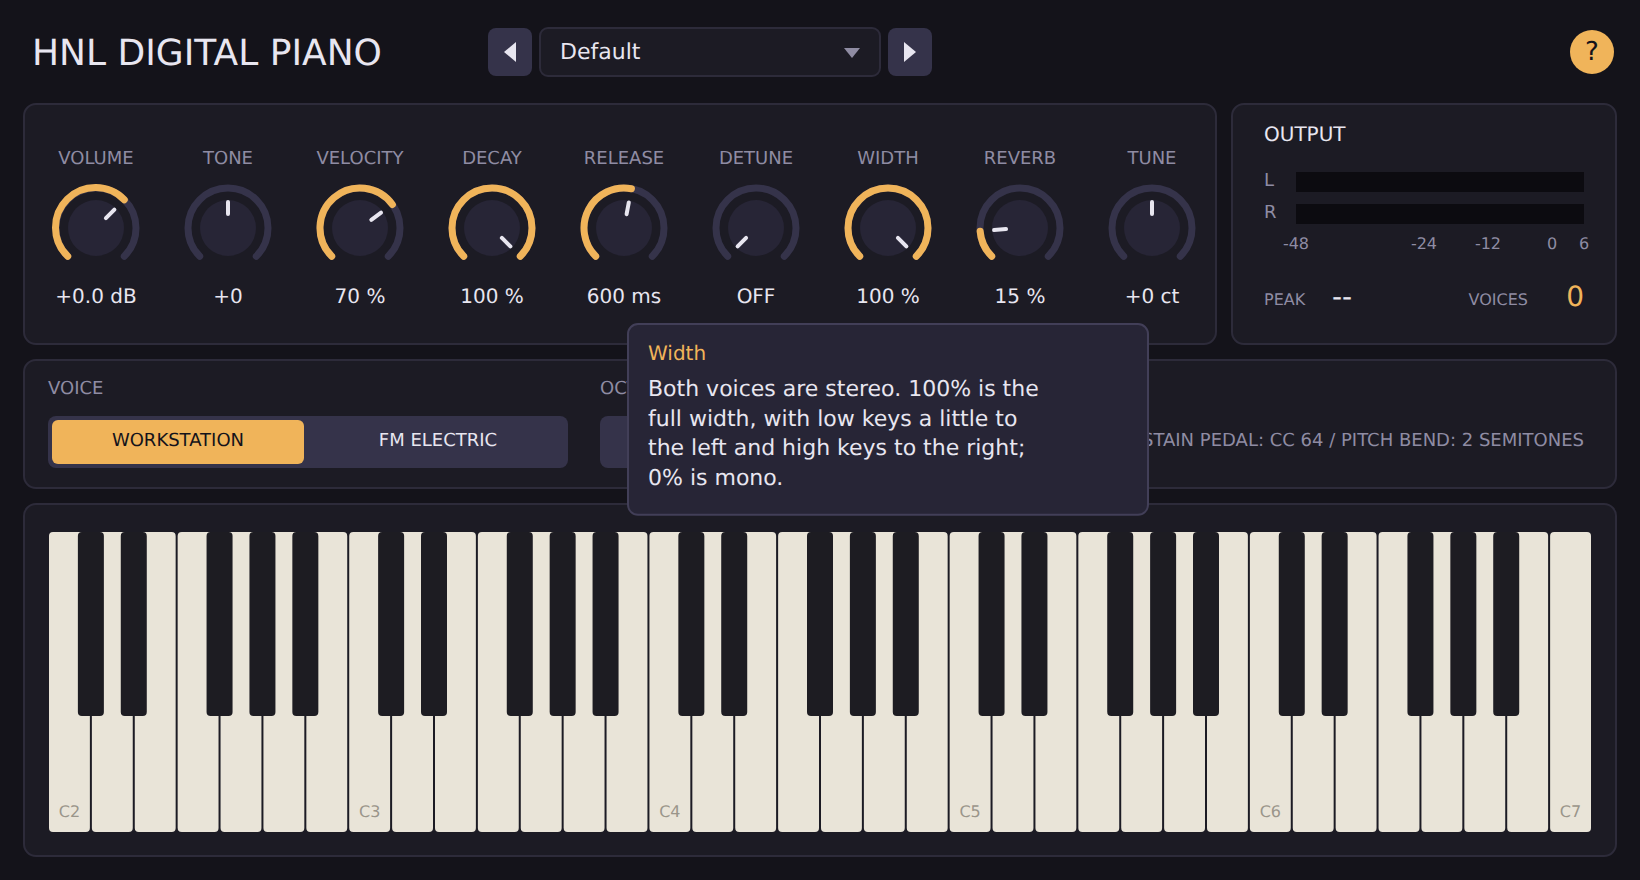 HNL DIGITAL PIANO
Default
?
VOLUME TONE VELOCITY DECAY RELEASE DETUNE WIDTH REVERB TUNE
+0.0 dB +0 70 % 100 % 600 ms OFF 100 % 15 % +0 ct
OUTPUT
L
R
-48 -24 -12 0 6
PEAK -- VOICES 0
Width
Both voices are stereo. 100% is the
full width, with low keys a little to
the left and high keys to the right;
0% is mono.
VOICE
WORKSTATION FM ELECTRIC
PEDAL: CC 64 / PITCH BEND: 2 SEMITONES
C2 C3 C4 C5 C6 C7